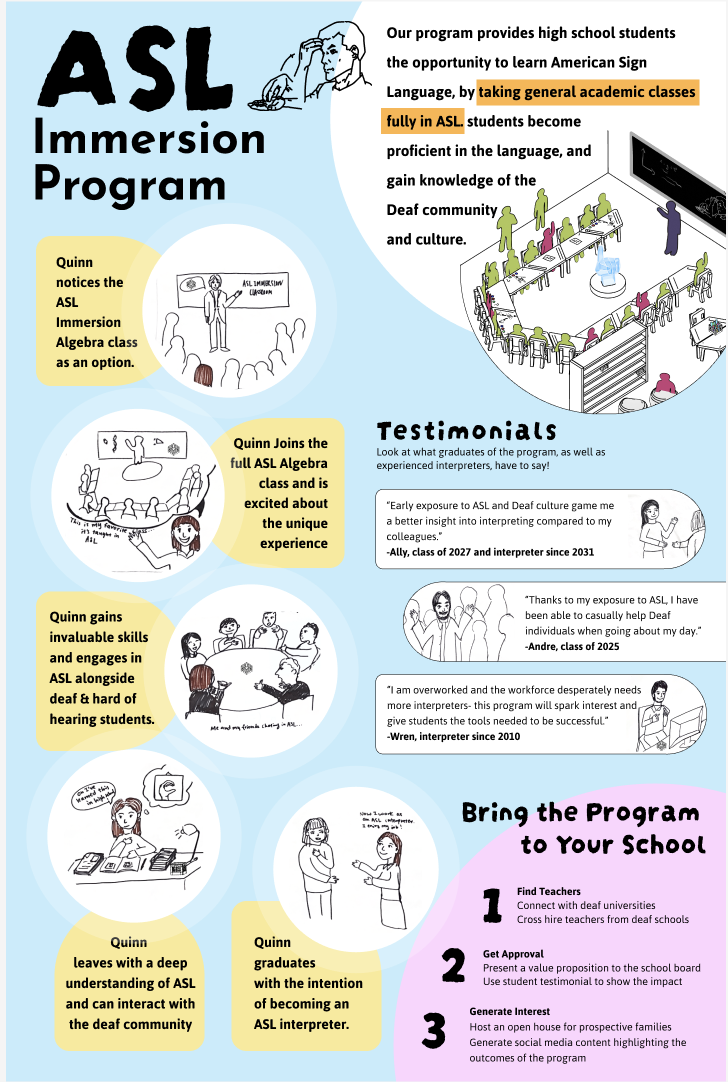 ASL
Immersion
Program
Our program provides high school students
the opportunity to learn American Sign
Language, by taking general academic classes
fully in ASL. students become
proficient in the language, and
gain knowledge of the
Deaf community
and culture.
Quinn
notices the
ASL
Immersion
Algebra class
as an option.
ASL IMMERSION
CLASSROOM
Quinn Joins the
full ASL Algebra
class and is
excited about
the unique
experience
This is my favorite class...
it's taught in
ASL
Quinn gains
invaluable skills
and engages in
ASL alongside
deaf & hard of
hearing students.
Me and my friends chating in ASL...
Oh I've
learned this
in high school
Quinn
leaves with a deep
understanding of ASL
and can interact with
the deaf community
Now I work as
an ASL interpreter.
I enjoy my job!
Quinn
graduates
with the intention
of becoming an
ASL interpreter.
Testimonials
Look at what graduates of the program, as well as
experienced interpreters, have to say!
"Early exposure to ASL and Deaf culture game me
a better insight into interpreting compared to my
colleagues."
-Ally, class of 2027 and interpreter since 2031
"Thanks to my exposure to ASL, I have
been able to casually help Deaf
individuals when going about my day."
-Andre, class of 2025
"I am overworked and the workforce desperately needs
more interpreters- this program will spark interest and
give students the tools needed to be successful."
-Wren, interpreter since 2010
Bring the Program
to Your School
1
Find Teachers
Connect with deaf universities
Cross hire teachers from deaf schools
2
Get Approval
Present a value proposition to the school board
Use student testimonial to show the impact
3
Generate Interest
Host an open house for prospective families
Generate social media content highlighting the
outcomes of the program